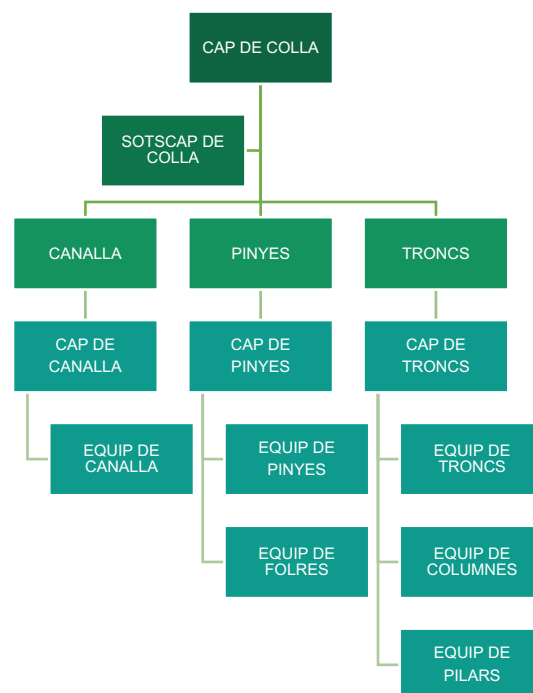 CAP DE COLLA
SOTSCAP DE
COLLA
CANALLA
PINYES
TRONCS
CAP DE
CANALLA
CAP DE
PINYES
CAP DE
TRONCS
EQUIP DE
CANALLA
EQUIP DE
PINYES
EQUIP DE
TRONCS
EQUIP DE
FOLRES
EQUIP DE
COLUMNES
EQUIP DE
PILARS